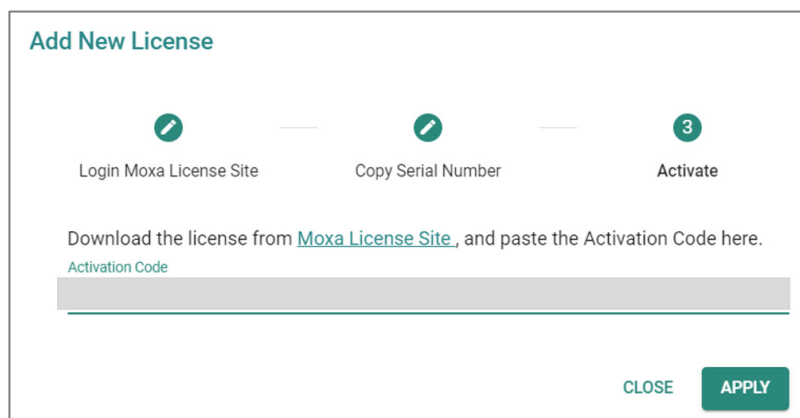 Add New License
3
Login Moxa License Site
Copy Serial Number
Activate
Download the license from Moxa License Site , and paste the Activation Code here.
Activation Code
CLOSE
APPLY